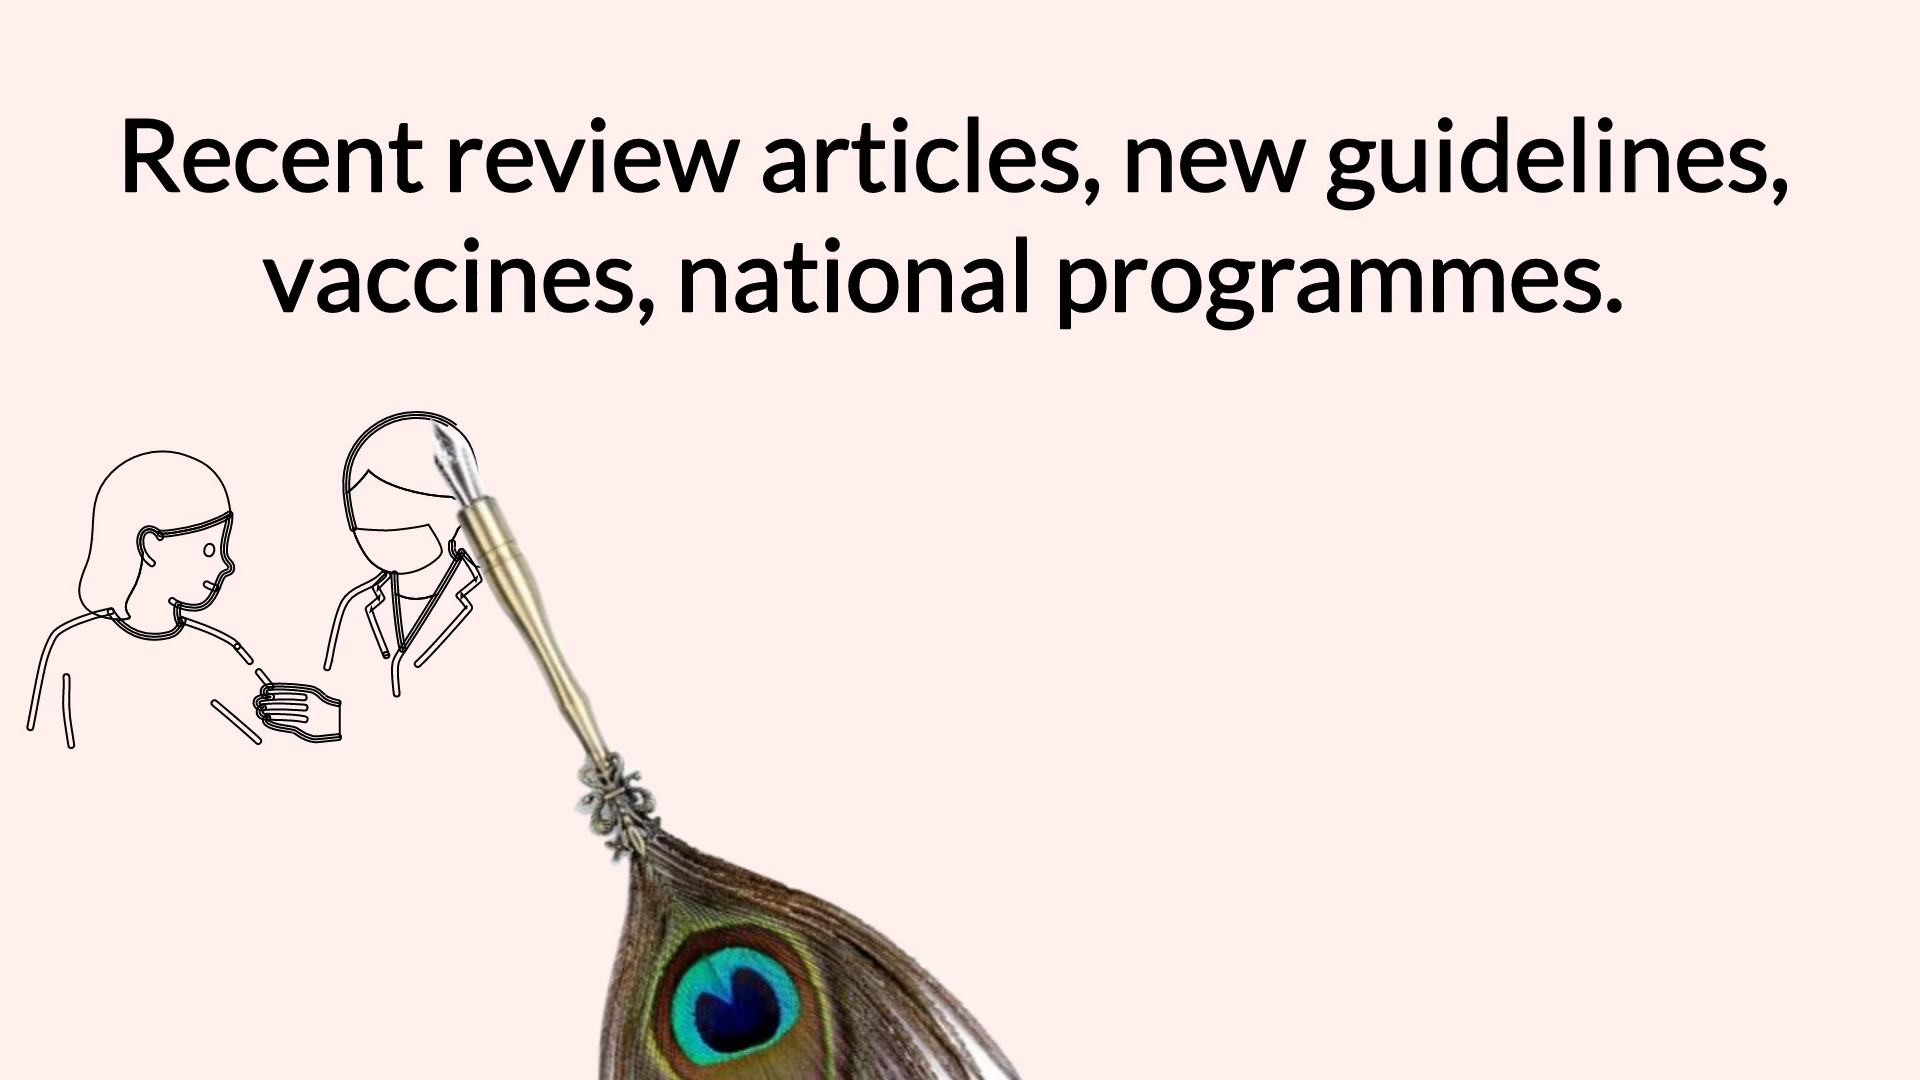 Recent review articles, new guidelines,
vaccines, national programmes.